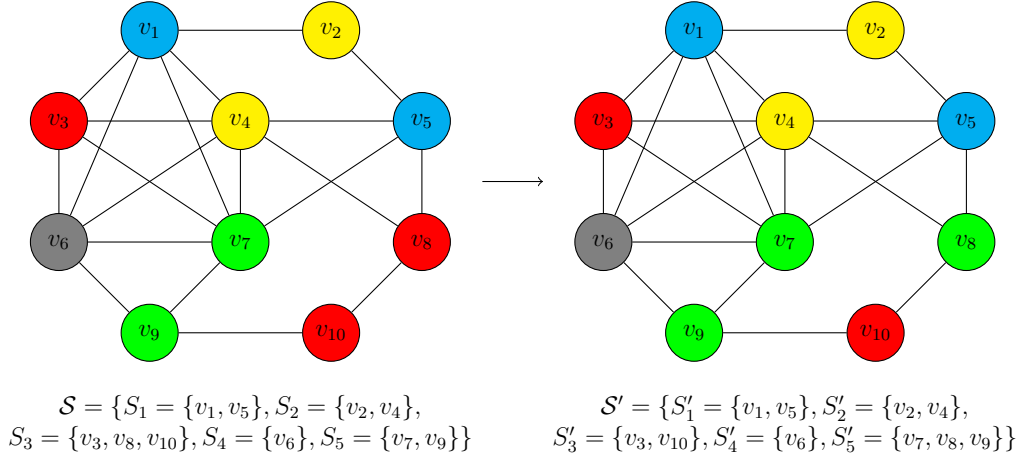 v1 v2 v1 v2
v3 v4 v5 v3 v4 v5
v6 v7 v8 v6 v7 v8
v9 v10 v9 v10
𝒮 = {S₁ = {v₁, v₅}, S₂ = {v₂, v₄},
S₃ = {v₃, v₈, v₁₀}, S₄ = {v₆}, S₅ = {v₇, v₉}}
𝒮′ = {S′₁ = {v₁, v₅}, S′₂ = {v₂, v₄},
S′₃ = {v₃, v₁₀}, S′₄ = {v₆}, S′₅ = {v₇, v₈, v₉}}